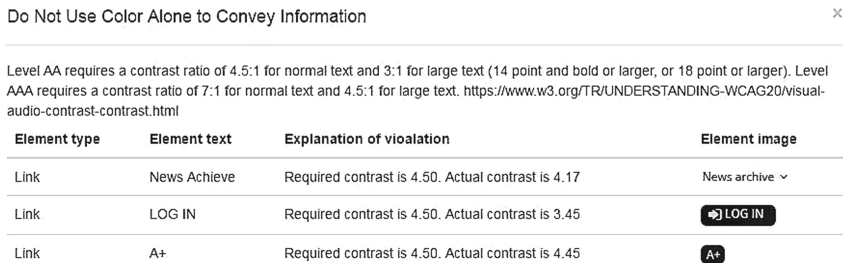 Do Not Use Color Alone to Convey Information ×
Level AA requires a contrast ratio of 4.5:1 for normal text and 3:1 for large text (14 point and bold or larger, or 18 point or larger). Level
AAA requires a contrast ratio of 7:1 for normal text and 4.5:1 for large text. https://www.w3.org/TR/UNDERSTANDING-WCAG20/visual-
audio-contrast-contrast.html
Element type Element text Explanation of vioalation Element image
Link News Achieve Required contrast is 4.50. Actual contrast is 4.17 News archive
Link LOG IN Required contrast is 4.50. Actual contrast is 3.45 LOG IN
Link A+ Required contrast is 4.50. Actual contrast is 4.45 A+